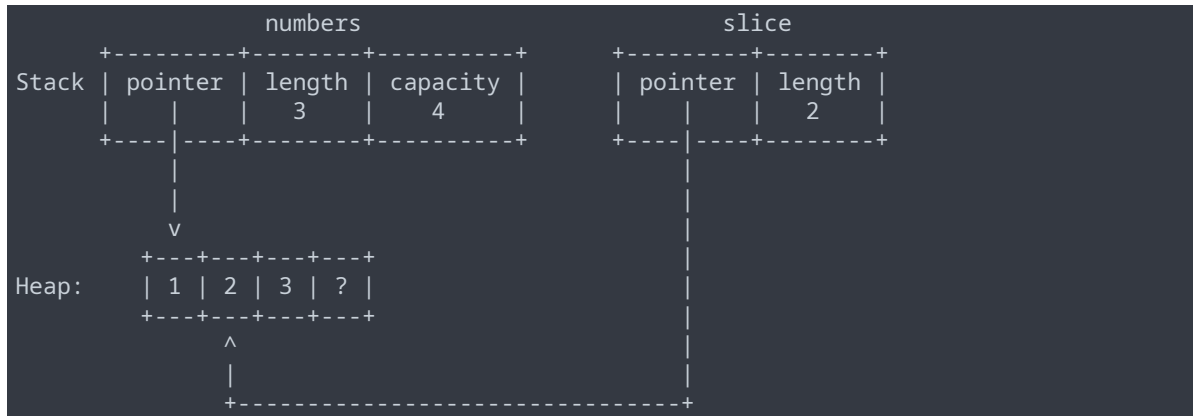 numbers                          slice
      +---------+--------+----------+      +---------+--------+
Stack | pointer | length | capacity |      | pointer | length |
      |    |    |   3    |    4     |      |    |    |   2    |
      +----|----+--------+----------+      +----|----+--------+
           |                                    |
           |                                    |
           v                                    |
         +---+---+---+---+                      |
Heap:    | 1 | 2 | 3 | ? |                      |
         +---+---+---+---+                      |
               ^                                |
               |                                |
               +--------------------------------+